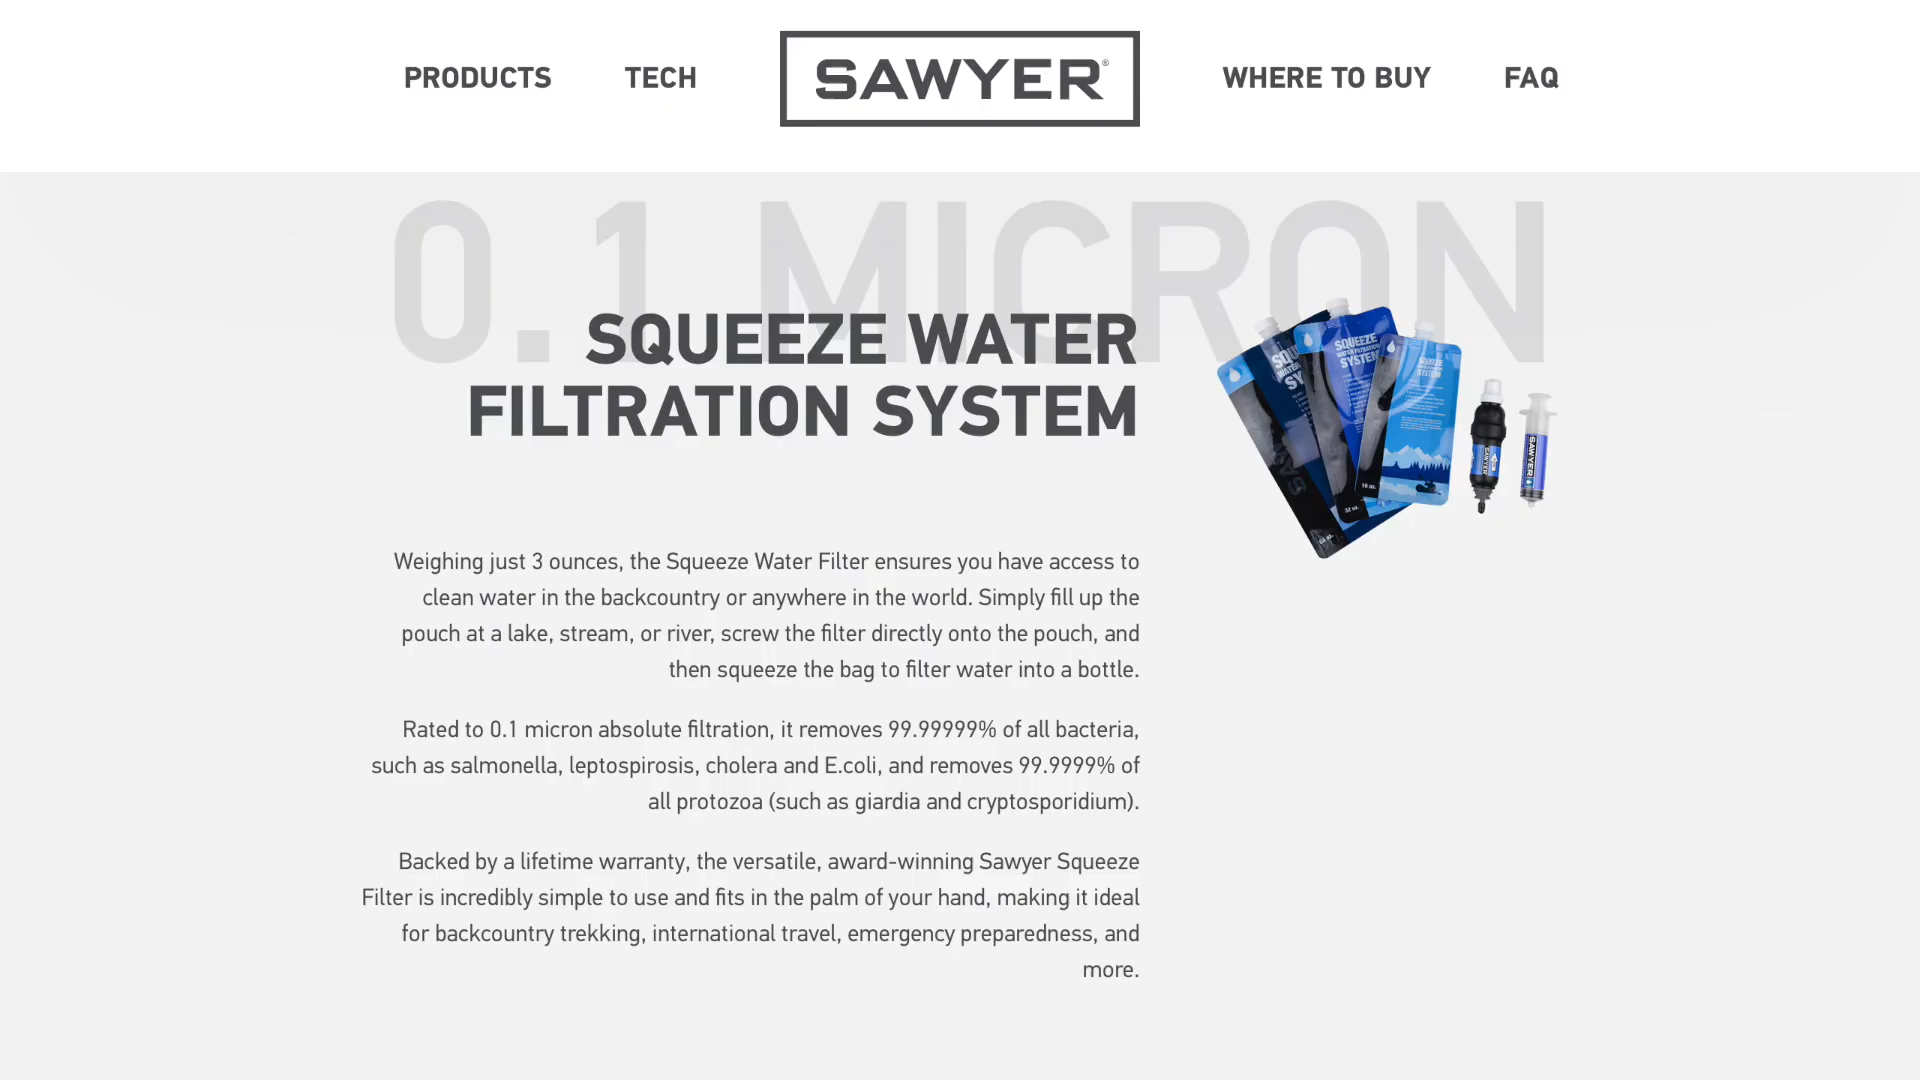 PRODUCTS
TECH
SAWYER®
WHERE TO BUY
FAQ
0.1 MICRON
SQUEEZE WATER
FILTRATION SYSTEM
SQUEEZE
WATER FILTRATION
SYSTEM
SAWYER
SAWYER
Weighing just 3 ounces, the Squeeze Water Filter ensures you have access to
clean water in the backcountry or anywhere in the world. Simply fill up the
pouch at a lake, stream, or river, screw the filter directly onto the pouch, and
then squeeze the bag to filter water into a bottle.
Rated to 0.1 micron absolute filtration, it removes 99.99999% of all bacteria,
such as salmonella, leptospirosis, cholera and E.coli, and removes 99.9999% of
all protozoa (such as giardia and cryptosporidium).
Backed by a lifetime warranty, the versatile, award-winning Sawyer Squeeze
Filter is incredibly simple to use and fits in the palm of your hand, making it ideal
for backcountry trekking, international travel, emergency preparedness, and
more.